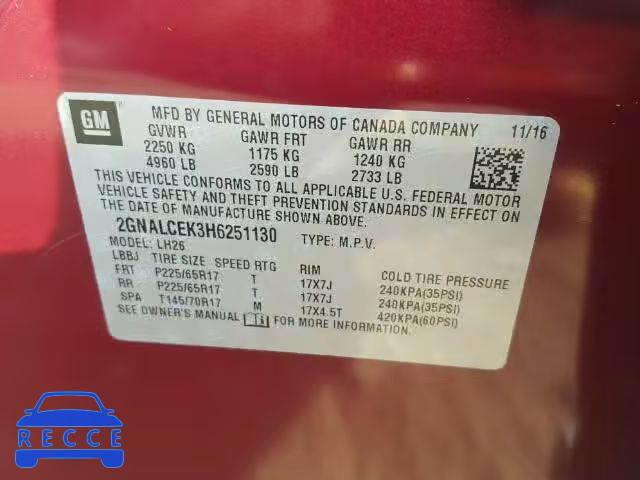 GM
MFD BY GENERAL MOTORS OF CANADA COMPANY 11/16
GVWR GAWR FRT GAWR RR
2250 KG 1175 KG 1240 KG
4960 LB 2590 LB 2733 LB
THIS VEHICLE CONFORMS TO ALL APPLICABLE U.S. FEDERAL MOTOR
VEHICLE SAFETY AND THEFT PREVENTION STANDARDS IN EFFECT ON
THE DATE OF MANUFACTURE SHOWN ABOVE.
2GNALCEK3H6251130 TYPE: M.P.V.
MODEL: LH26
LBBJ TIRE SIZE SPEED RTG RIM COLD TIRE PRESSURE
FRT P225/65R17 T 17X7J 240KPA(35PSI)
RR P225/65R17 T 17X7J 240KPA(35PSI)
SPA T145/70R17 M 17X4.5T 420KPA(60PSI)
SEE OWNER'S MANUAL FOR MORE INFORMATION.
RECCE